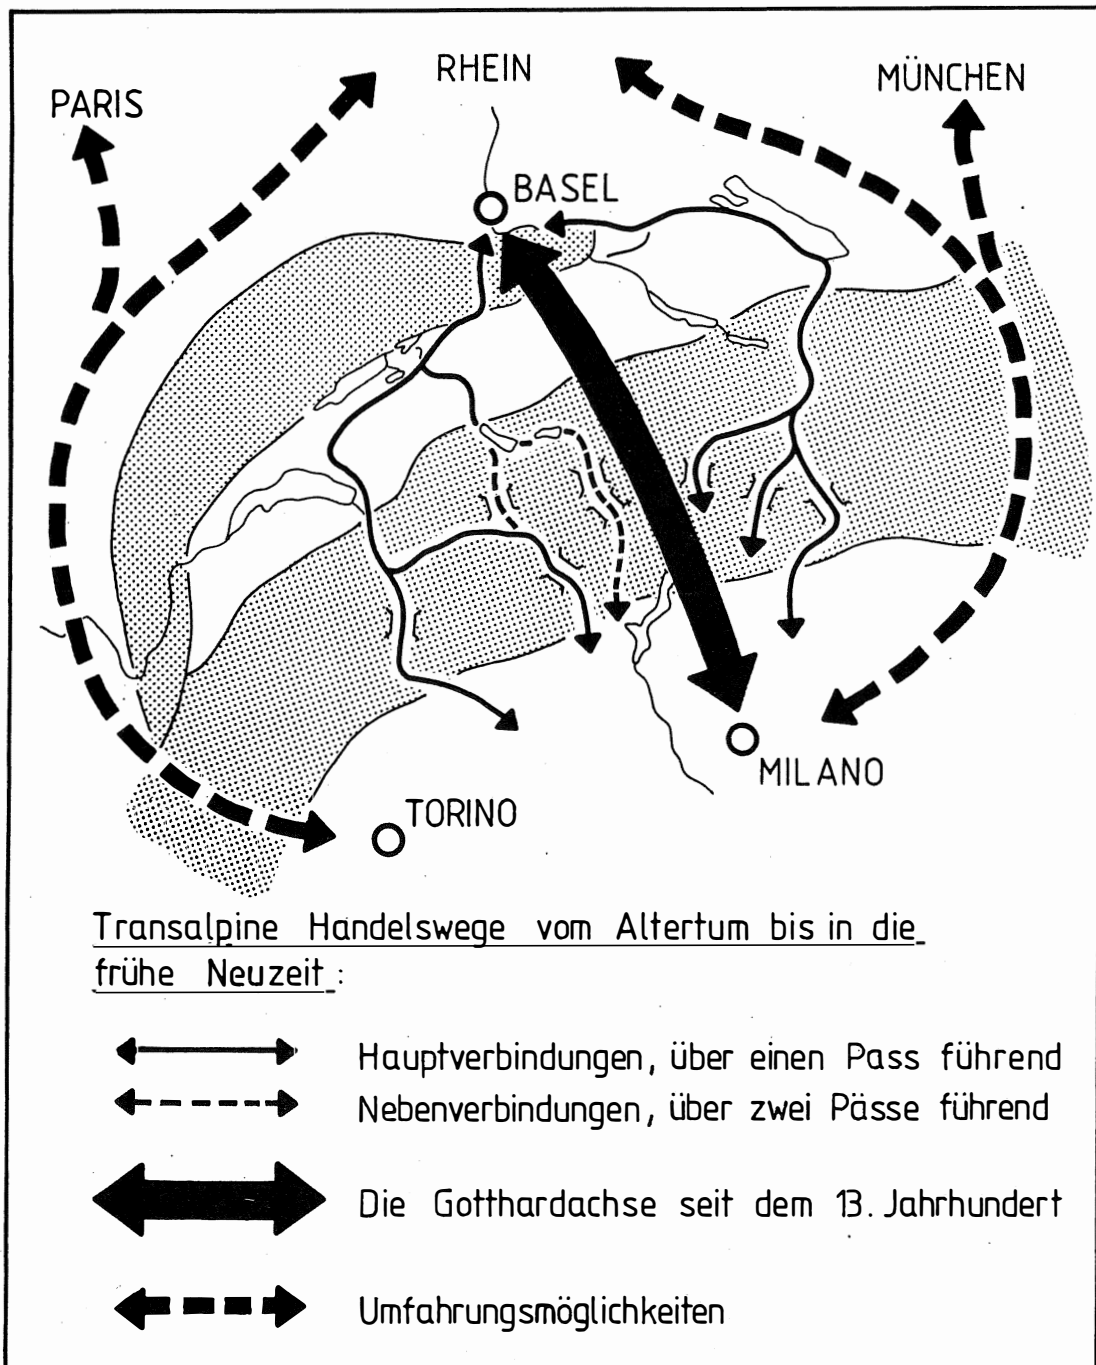 RHEIN
MÜNCHEN
PARIS
BASEL
MILANO
TORINO
Transalpine Handelswege vom Altertum bis in die
frühe Neuzeit:
Hauptverbindungen, über einen Pass führend
Nebenverbindungen, über zwei Pässe führend
Die Gotthardachse seit dem 13. Jahrhundert
Umfahrungsmöglichkeiten